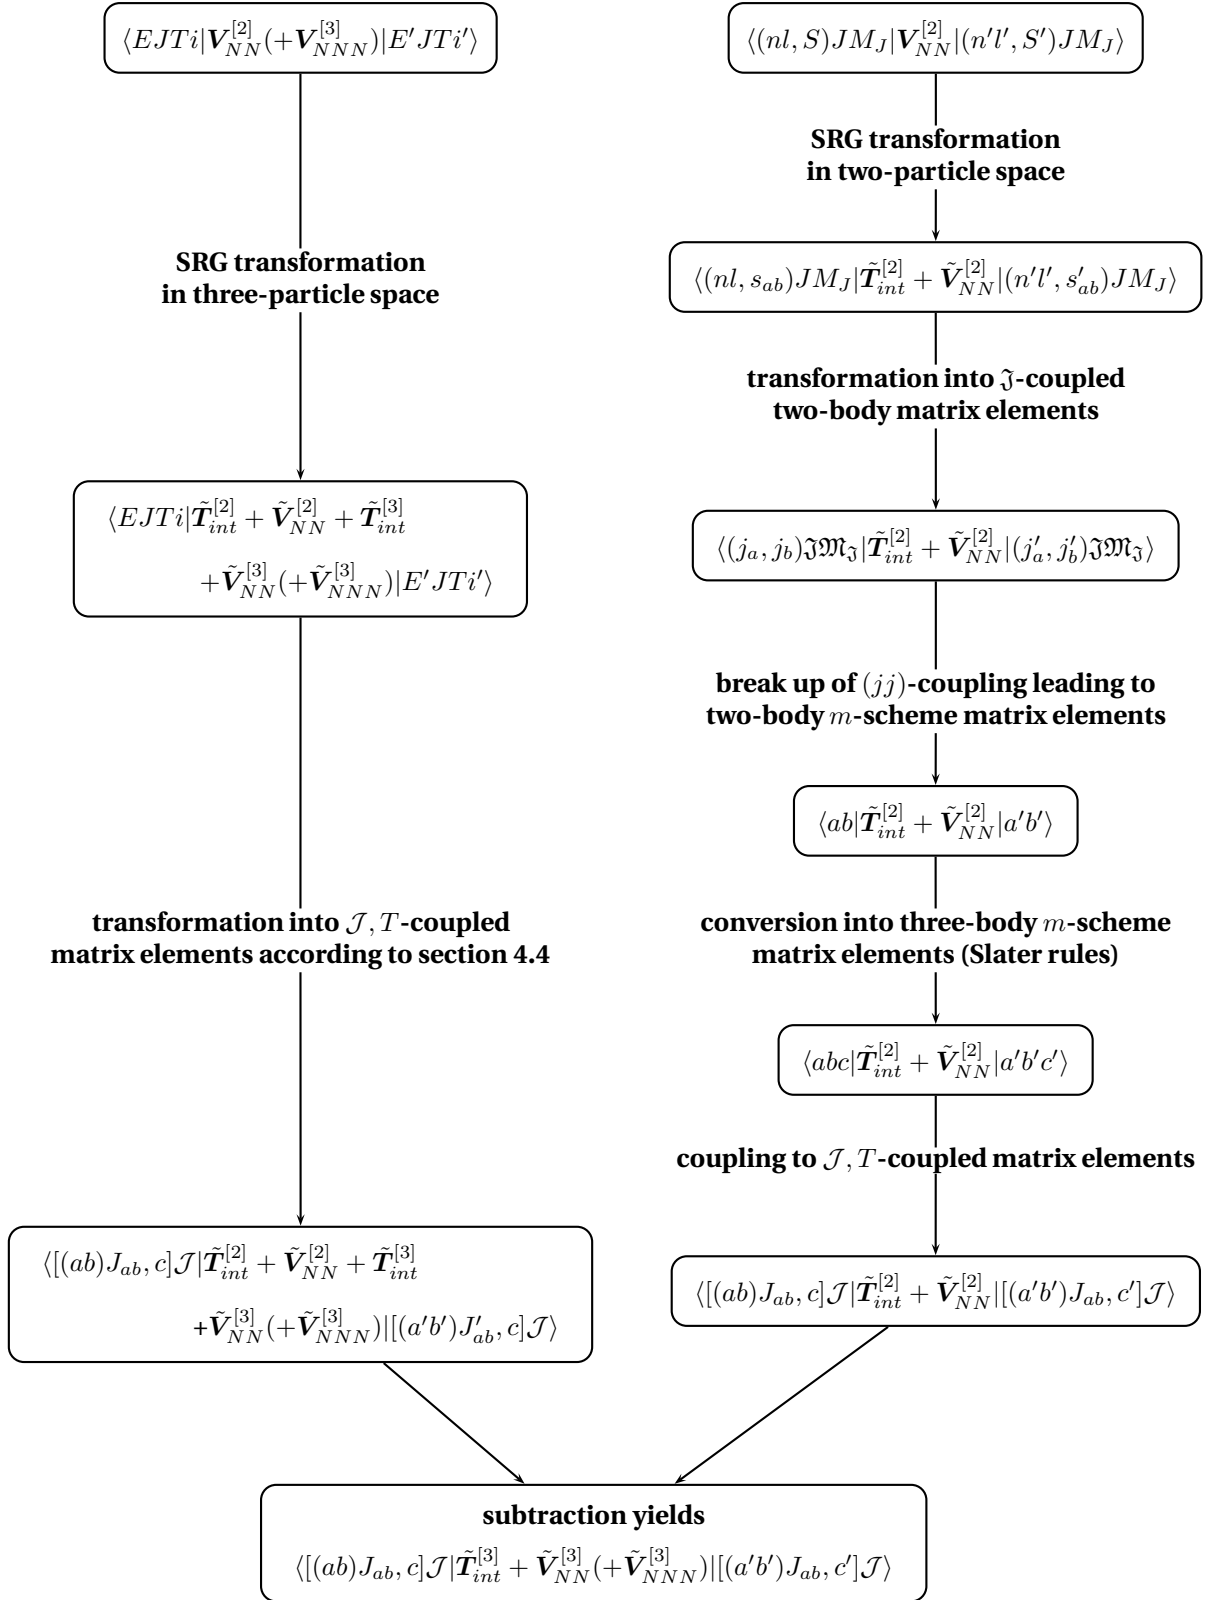 ⟨EJTi|V_{NN}^{[2]}(+V_{NNN}^{[3]})|E′JTi′⟩
SRG transformation
in three-particle space
⟨EJTi|T̃_{int}^{[2]} + Ṽ_{NN}^{[2]} + T̃_{int}^{[3]}
+Ṽ_{NN}^{[3]}(+Ṽ_{NNN}^{[3]})|E′JTi′⟩
transformation into 𝒥, T-coupled
matrix elements according to section 4.4
⟨[(ab)J_{ab}, c]𝒥|T̃_{int}^{[2]} + Ṽ_{NN}^{[2]} + T̃_{int}^{[3]}
+Ṽ_{NN}^{[3]}(+Ṽ_{NNN}^{[3]})|[(a′b′)J′_{ab}, c]𝒥⟩
⟨(nl, S)JM_J|V_{NN}^{[2]}|(n′l′, S′)JM_J⟩
SRG transformation
in two-particle space
⟨(nl, s_{ab})JM_J|T̃_{int}^{[2]} + Ṽ_{NN}^{[2]}|(n′l′, s′_{ab})JM_J⟩
transformation into 𝔍-coupled
two-body matrix elements
⟨(j_a, j_b)𝔍𝔐_𝔍|T̃_{int}^{[2]} + Ṽ_{NN}^{[2]}|(j′_a, j′_b)𝔍𝔐_𝔍⟩
break up of (jj)-coupling leading to
two-body m-scheme matrix elements
⟨ab|T̃_{int}^{[2]} + Ṽ_{NN}^{[2]}|a′b′⟩
conversion into three-body m-scheme
matrix elements (Slater rules)
⟨abc|T̃_{int}^{[2]} + Ṽ_{NN}^{[2]}|a′b′c′⟩
coupling to 𝒥, T-coupled matrix elements
⟨[(ab)J_{ab}, c]𝒥|T̃_{int}^{[2]} + Ṽ_{NN}^{[2]}|[(a′b′)J_{ab}, c′]𝒥⟩
subtraction yields
⟨[(ab)J_{ab}, c]𝒥|T̃_{int}^{[3]} + Ṽ_{NN}^{[3]}(+Ṽ_{NNN}^{[3]})|[(a′b′)J_{ab}, c′]𝒥⟩